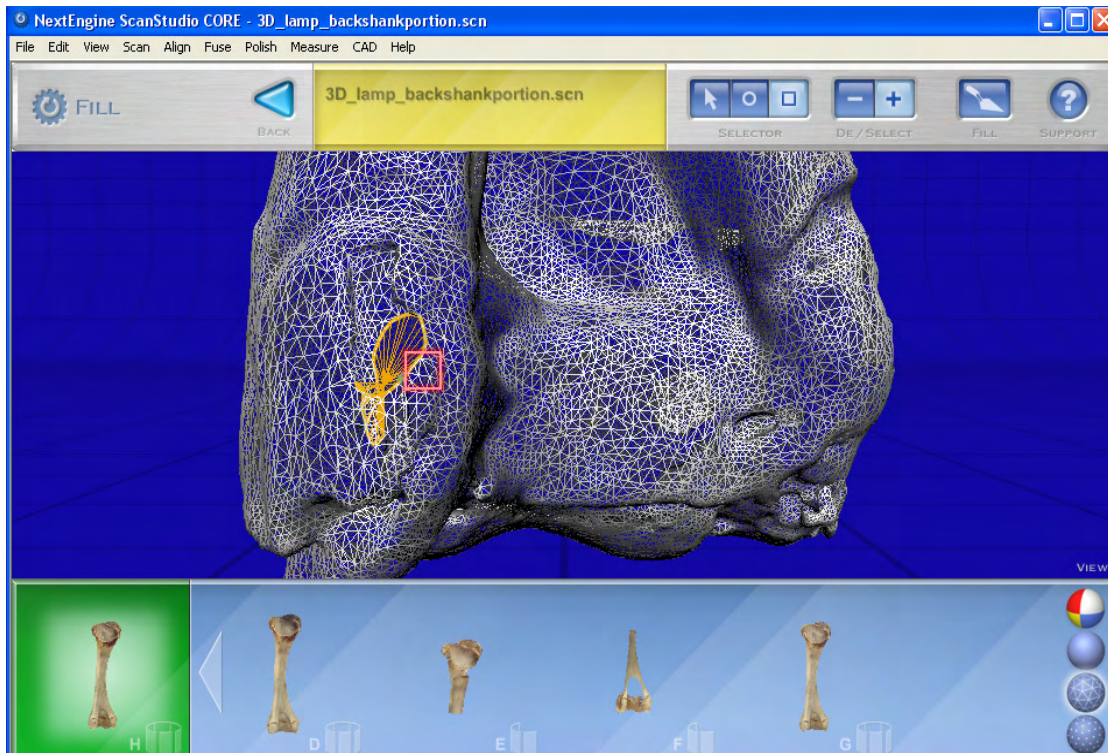 NextEngine ScanStudio CORE - 3D_lamp_backshankportion.scn
File Edit View Scan Align Fuse Polish Measure CAD Help
FILL
BACK
3D_lamp_backshankportion.scn
SELECTOR
DE / SELECT
FILL
SUPPORT
VIEW
H
D
E
F
G